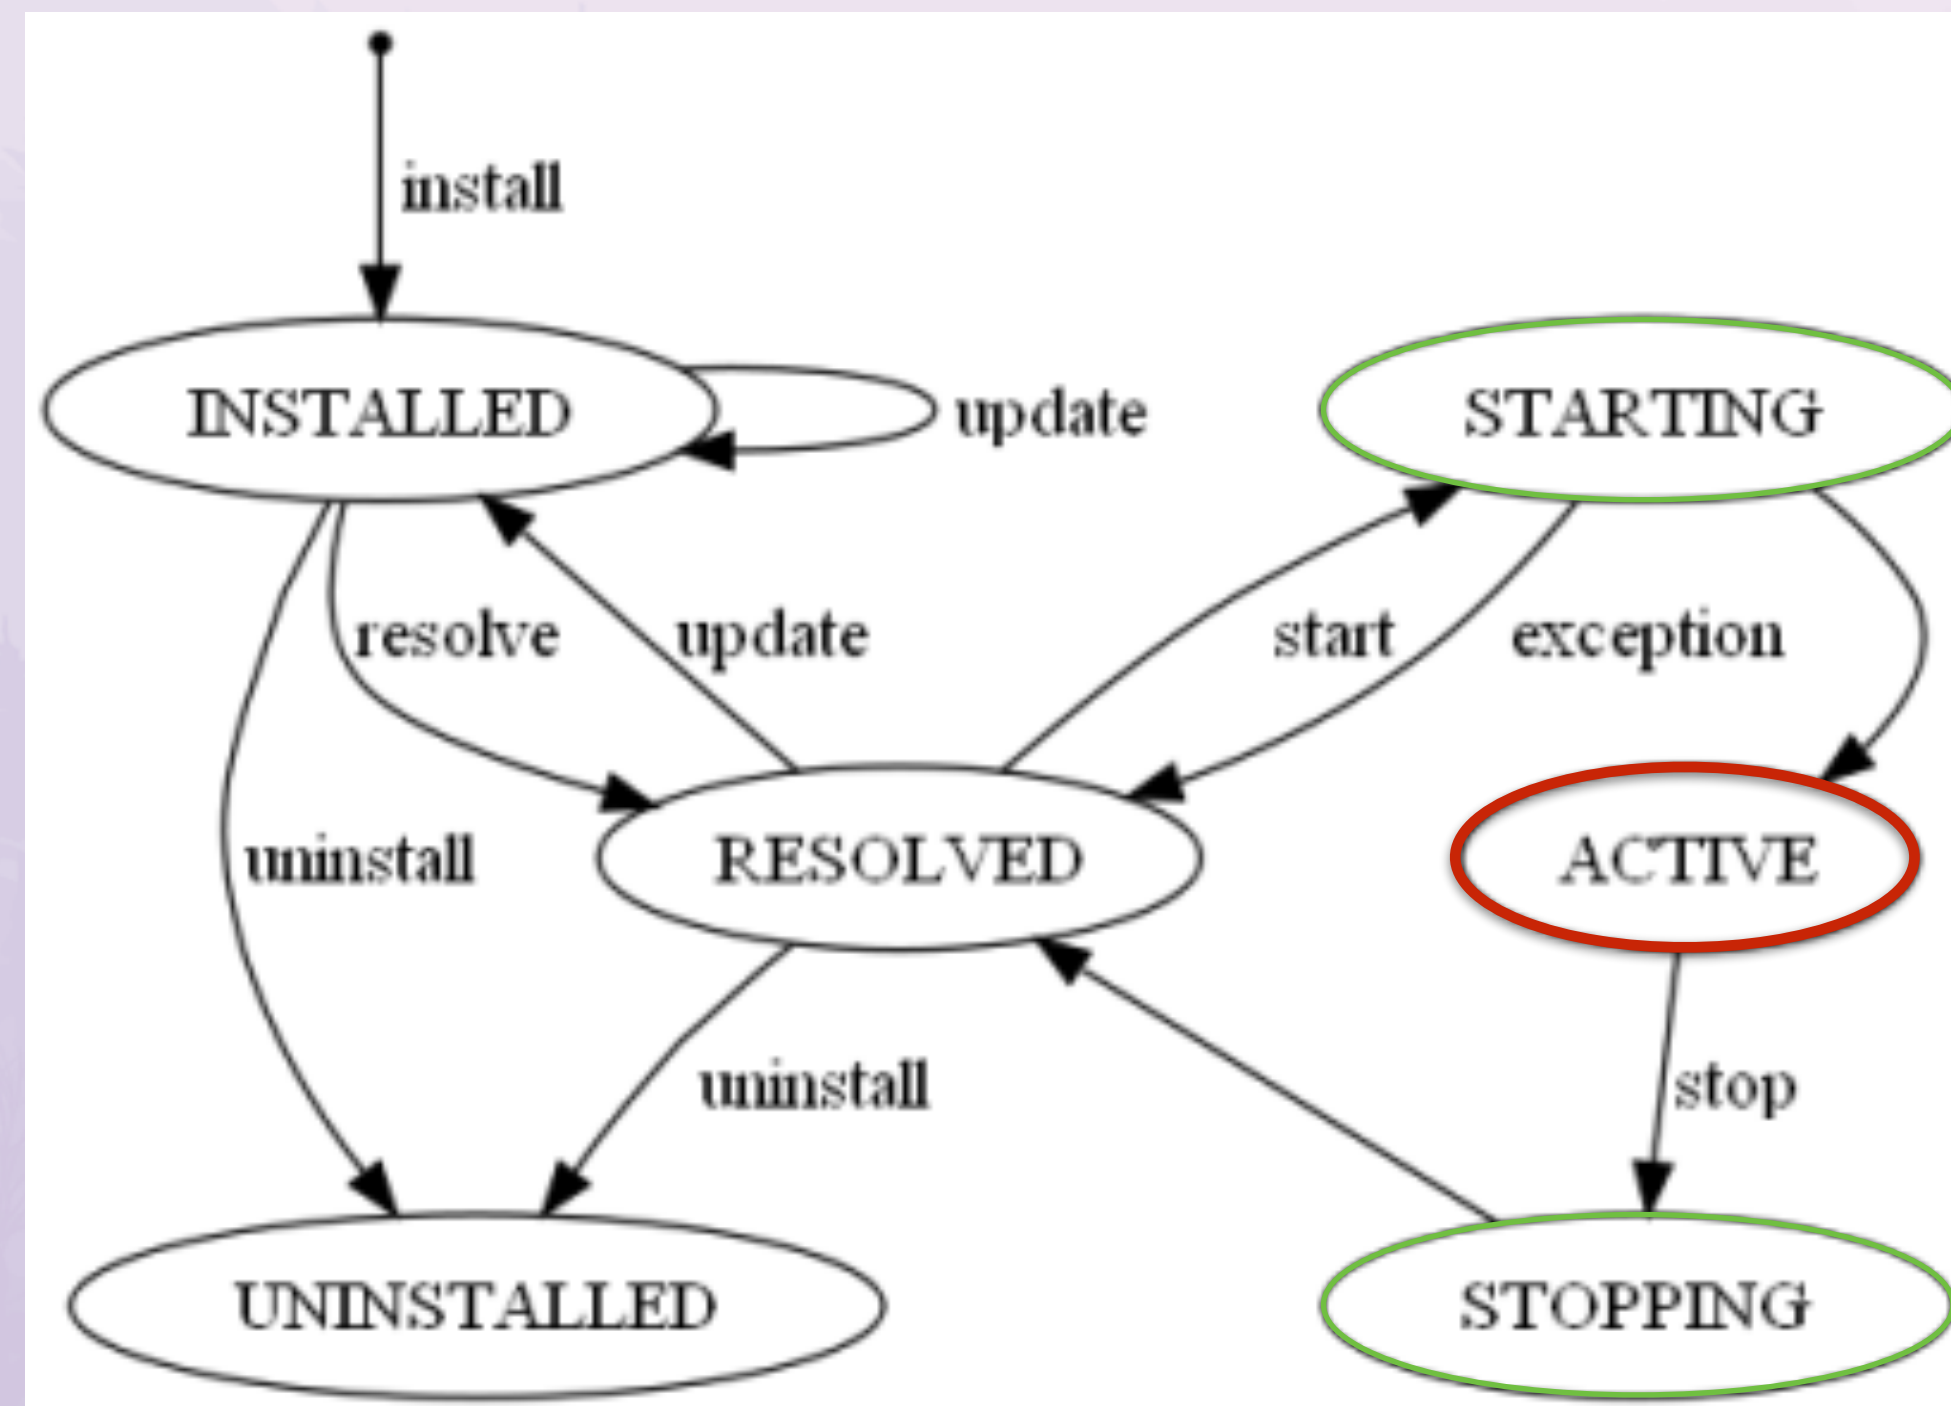 install
INSTALLED
update
STARTING
resolve
update
start
exception
uninstall
RESOLVED
ACTIVE
uninstall
stop
UNINSTALLED
STOPPING